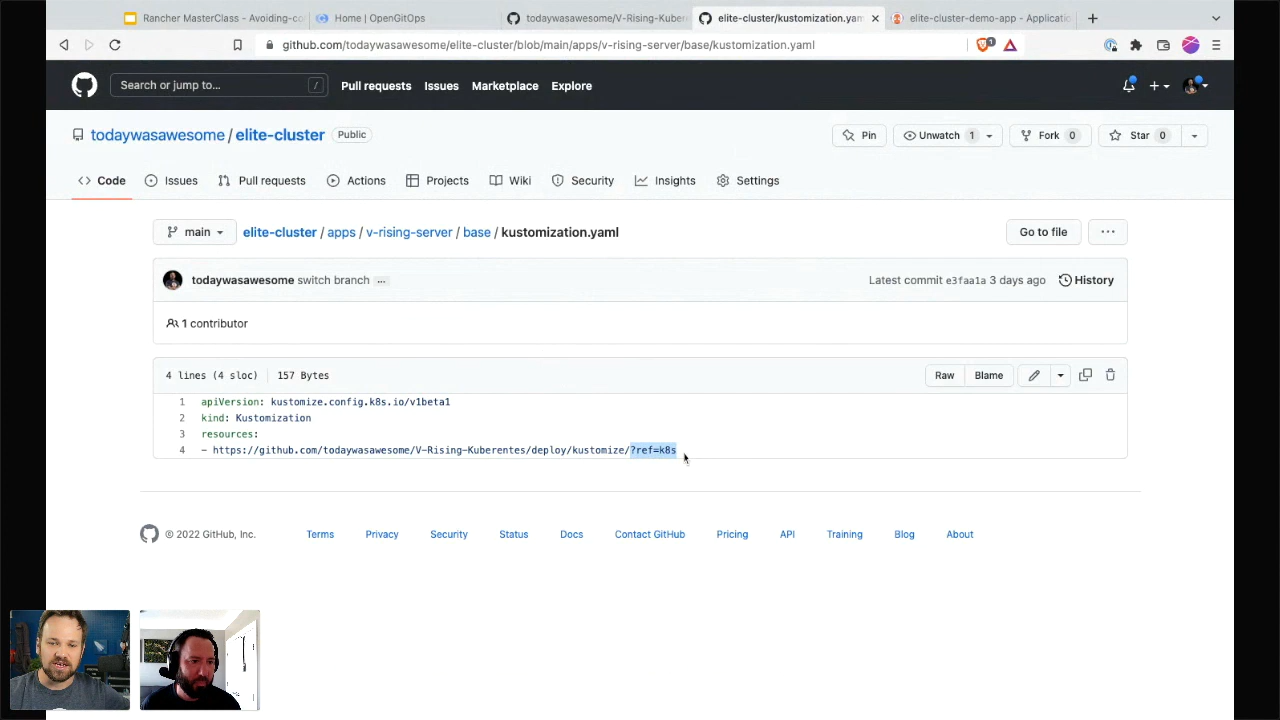 Rancher MasterClass - Avoiding-co
Home | OpenGitOps
todaywasawesome/V-Rising-Kuber
elite-cluster/kustomization.yam
elite-cluster-demo-app - Applicatio
github.com/todaywasawesome/elite-cluster/blob/main/apps/v-rising-server/base/kustomization.yaml
1
Search or jump to...
/
Pull requests
Issues
Marketplace
Explore
todaywasawesome / elite-cluster
Public
Pin
Unwatch 1
Fork 0
Star 0
Code
Issues
Pull requests
Actions
Projects
Wiki
Security
Insights
Settings
main
elite-cluster / apps / v-rising-server / base / kustomization.yaml
Go to file
...
todaywasawesome switch branch ...
Latest commit e3faa1a 3 days ago
History
1 contributor
4 lines (4 sloc)
157 Bytes
Raw
Blame
1 apiVersion: kustomize.config.k8s.io/v1beta1
2 kind: Kustomization
3 resources:
4 - https://github.com/todaywasawesome/V-Rising-Kuberentes/deploy/kustomize/?ref=k8s
© 2022 GitHub, Inc.
Terms
Privacy
Security
Status
Docs
Contact GitHub
Pricing
API
Training
Blog
About